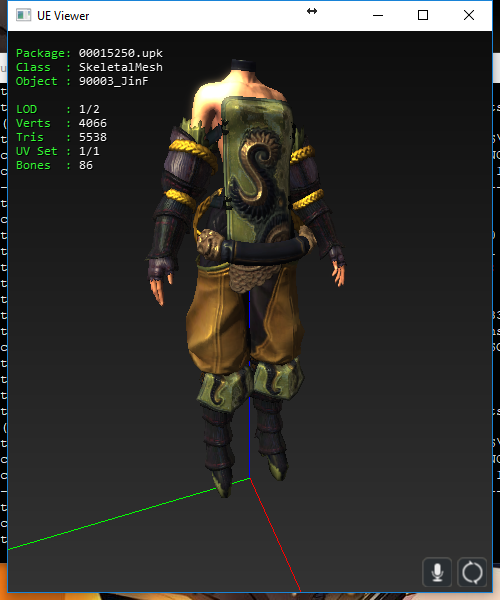 UE Viewer
Package: 00015250.upk
Class : SkeletalMesh
Object : 90003_JinF
LOD : 1/2
Verts : 4066
Tris : 5538
UV Set : 1/1
Bones : 86